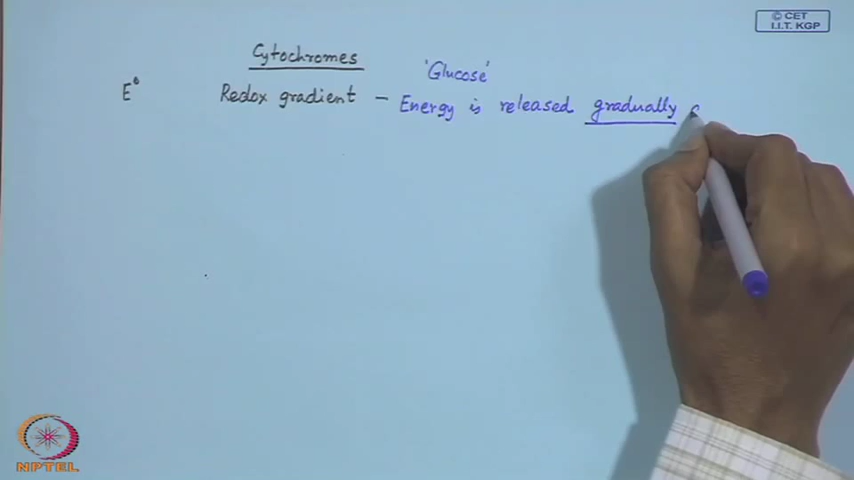 © CET
I.I.T. KGP
Cytochromes
'Glucose'
E° Redox gradient – Energy is released gradually
NPTEL